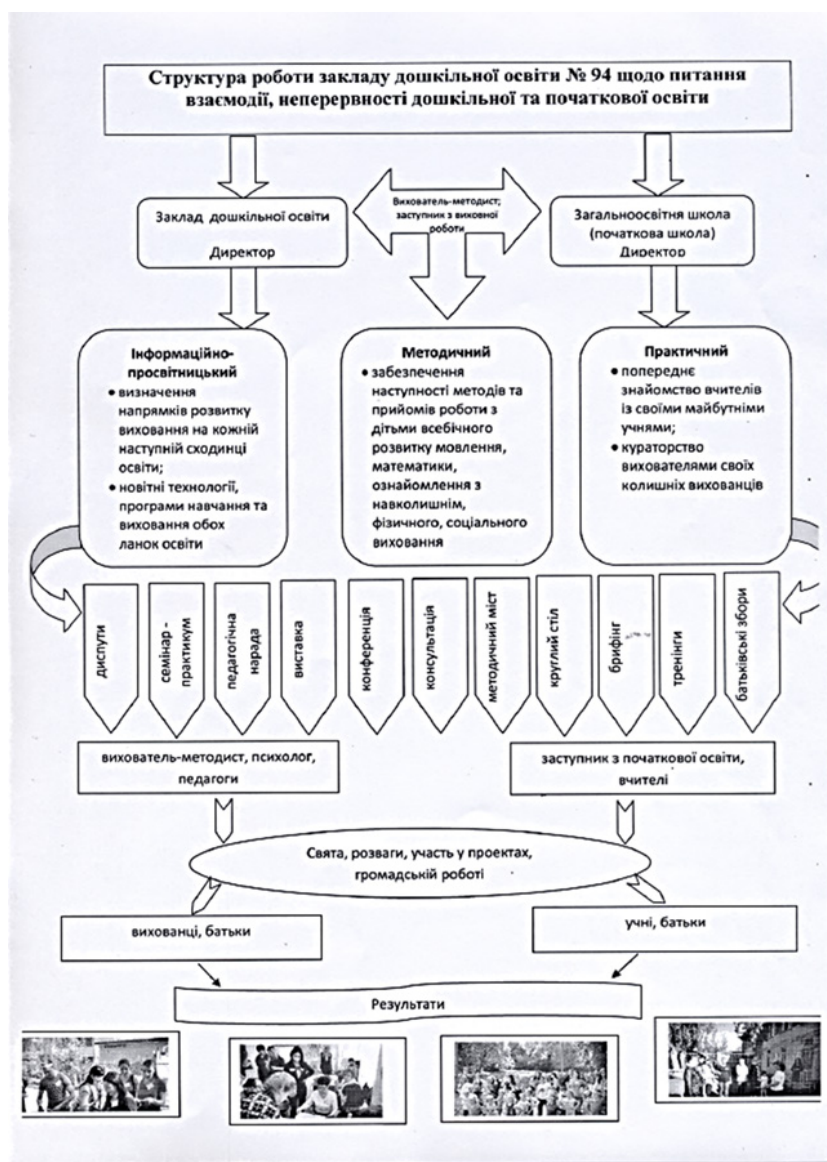 Структура роботи закладу дошкільної освіти № 94 щодо питання
взаємодії, неперервності дошкільної та початкової освіти
Заклад дошкільної освіти
Директор
Вихователь-методист;
заступник з виховної
роботи
Загальноосвітня школа
(початкова школа)
Директор
Інформаційно-
просвітницький
• визначення
напрямків розвитку
виховання на кожній
наступній сходинці
освіти;
• новітні технології,
програми навчання та
виховання обох
ланок освіти
Методичний
• забезпечення
наступності методів та
прийомів роботи з
дітьми всебічного
розвитку мовлення,
математики,
ознайомлення з
навколишнім,
фізичного, соціального
виховання
Практичний
• попереднє
знайомство вчителів
із своїми майбутніми
учнями;
• кураторство
вихователями своїх
колишніх вихованців
диспути
семінар -
практикум
педагогічна
нарада
виставка
конференція
консультація
методичний міст
круглий стіл
брифінг
тренінги
батьківські збори
вихователь-методист, психолог,
педагоги
заступник з початкової освіти,
вчителі
Свята, розваги, участь у проектах,
громадській роботі
вихованці, батьки
учні, батьки
Результати